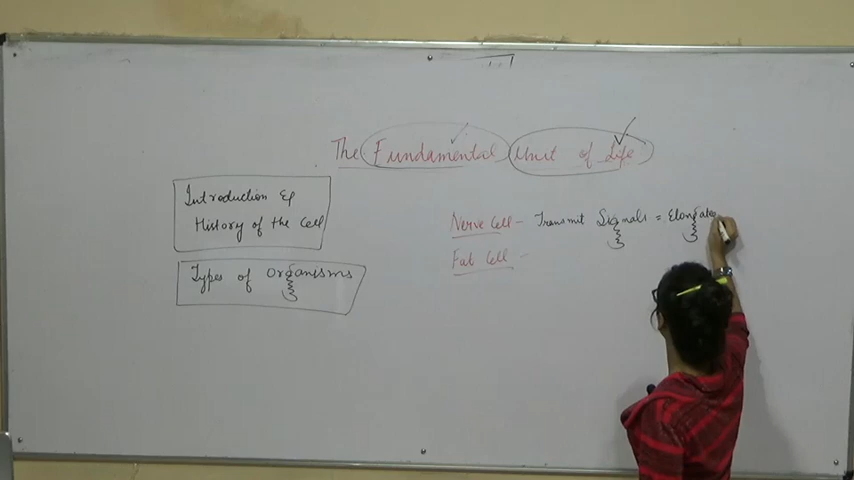 The Fundamental Unit of Life
Introduction &
History of the Cell
Types of Organisms
Nerve Cell - Transmit Signals = Elongate
Fat Cell -